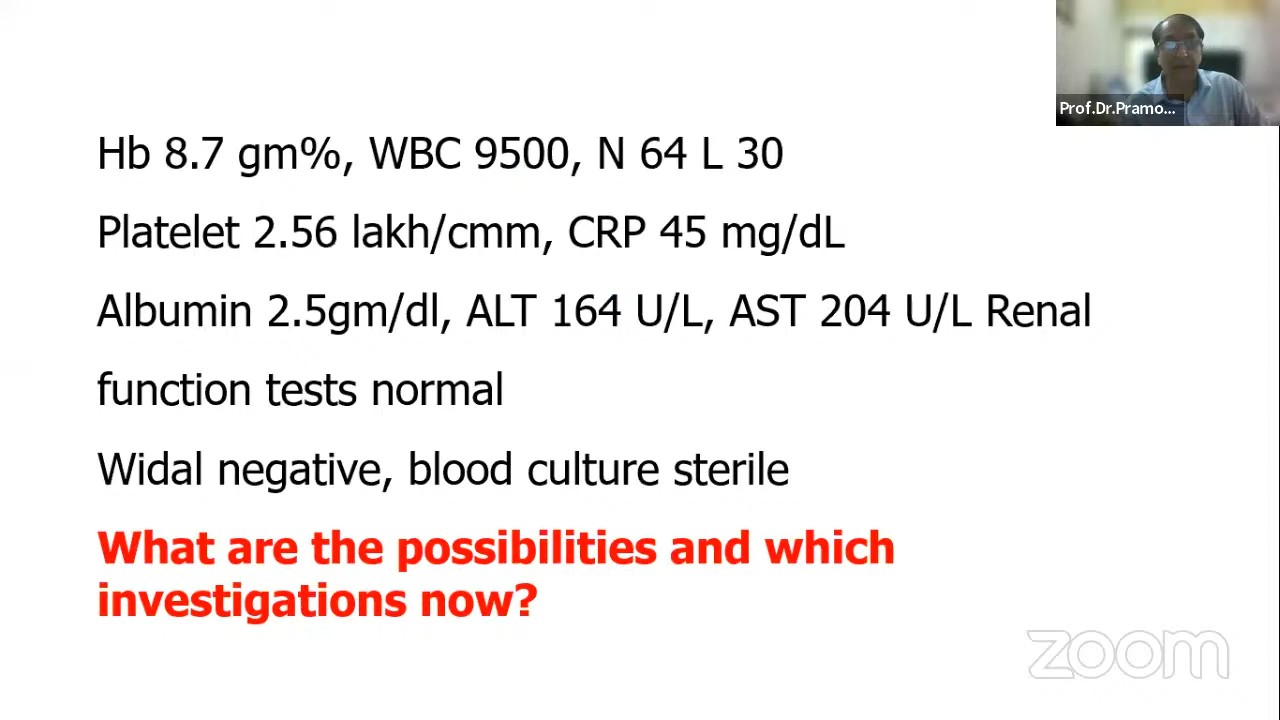 Prof.Dr.Pramo...
Hb 8.7 gm%, WBC 9500, N 64 L 30
Platelet 2.56 lakh/cmm, CRP 45 mg/dL
Albumin 2.5gm/dl, ALT 164 U/L, AST 204 U/L Renal
function tests normal
Widal negative, blood culture sterile
What are the possibilities and which
investigations now?
zoom